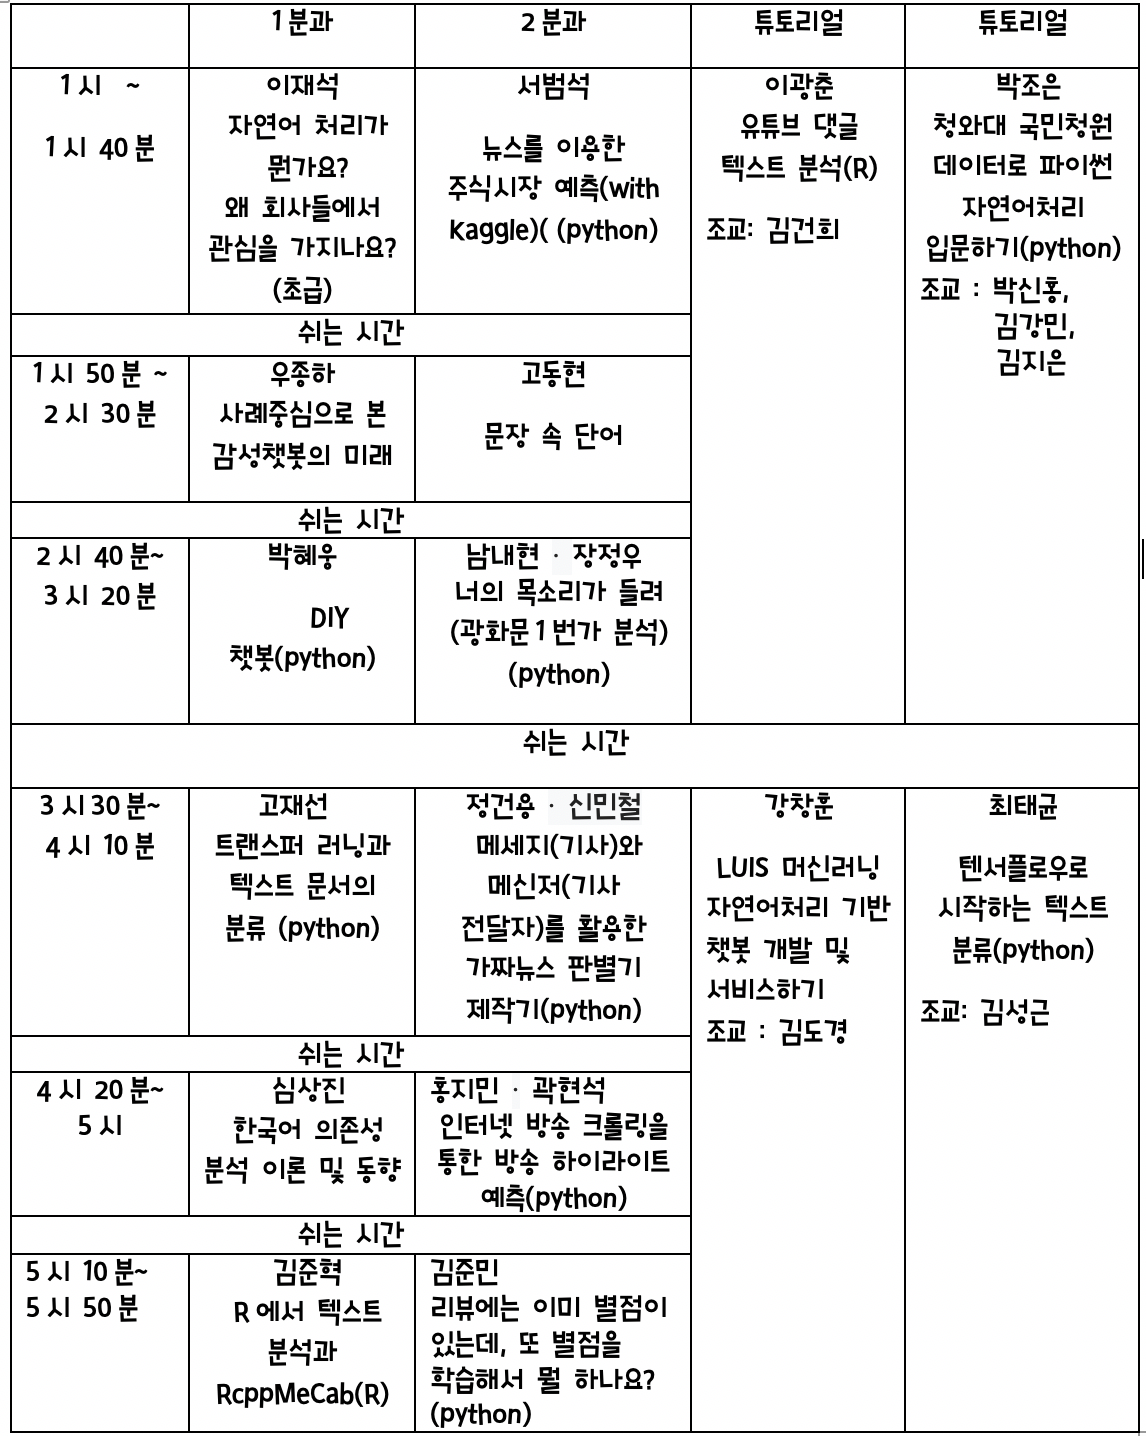 1분과
2분과
튜토리얼
튜토리얼
1시 ~
1시 40분
이재석
자연어 처리가
뭔가요?
왜 회사들에서
관심을 가지나요?
(초급)
서범석
뉴스를 이용한
주식시장 예측(with
Kaggle)( (python)
이광춘
유튜브 댓글
텍스트 분석(R)
조교: 김건희
박조은
청와대 국민청원
데이터로 파이썬
자연어처리
입문하기(python)
조교 : 박신홍,
김강민,
김지은
쉬는 시간
1시 50분 ~
2시 30분
우종하
사례중심으로 본
감성챗봇의 미래
고동현
문장 속 단어
쉬는 시간
2시 40분~
3시 20분
박혜웅
DIY
챗봇(python)
남내현 · 장정우
너의 목소리가 들려
(광화문1번가 분석)
(python)
쉬는 시간
3시30분~
4시 10분
고재선
트랜스퍼 러닝과
텍스트 문서의
분류 (python)
정건용 · 신민철
메세지(기사)와
메신저(기사
전달자)를 활용한
가짜뉴스 판별기
제작기(python)
강창훈
LUIS 머신러닝
자연어처리 기반
챗봇 개발 및
서비스하기
조교 : 김도경
최태균
텐서플로우로
시작하는 텍스트
분류(python)
조교: 김성근
쉬는 시간
4시 20분~
5시
심상진
한국어 의존성
분석 이론 및 동향
홍지민 · 곽현석
인터넷 방송 크롤링을
통한 방송 하이라이트
예측(python)
쉬는 시간
5시 10분~
5시 50분
김준혁
R에서 텍스트
분석과
RcppMeCab(R)
김준민
리뷰에는 이미 별점이
있는데, 또 별점을
학습해서 뭘 하나요?
(python)